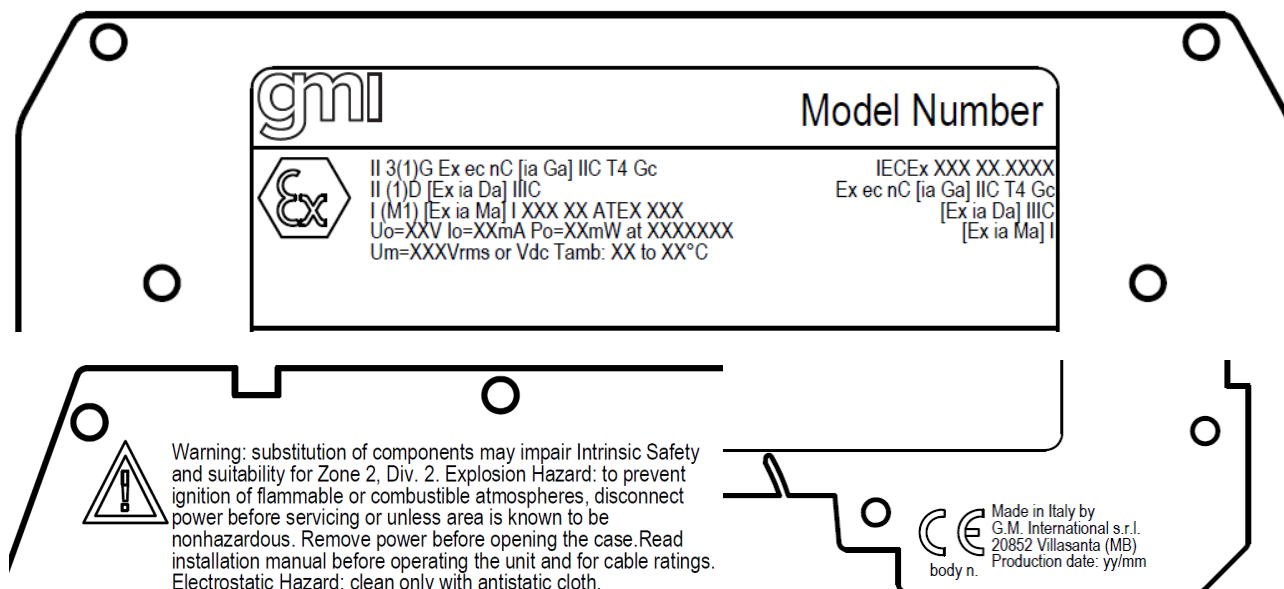 gmi
Model Number
Ex
II 3(1)G Ex ec nC [ia Ga] IIC T4 Gc
II (1)D [Ex ia Da] IIIC
I (M1) [Ex ia Ma] I XXX XX ATEX XXX
Uo=XXV Io=XXmA Po=XXmW at XXXXXXX
Um=XXXVrms or Vdc Tamb: XX to XX°C
IECEx XXX XX.XXXX
Ex ec nC [ia Ga] IIC T4 Gc
[Ex ia Da] IIIC
[Ex ia Ma] I
Warning: substitution of components may impair Intrinsic Safety
and suitability for Zone 2, Div. 2. Explosion Hazard: to prevent
ignition of flammable or combustible atmospheres, disconnect
power before servicing or unless area is known to be
nonhazardous. Remove power before opening the case.Read
installation manual before operating the unit and for cable ratings.
Electrostatic Hazard: clean only with antistatic cloth.
CE
body n.
Made in Italy by
G.M. International s.r.l.
20852 Villasanta (MB)
Production date: yy/mm